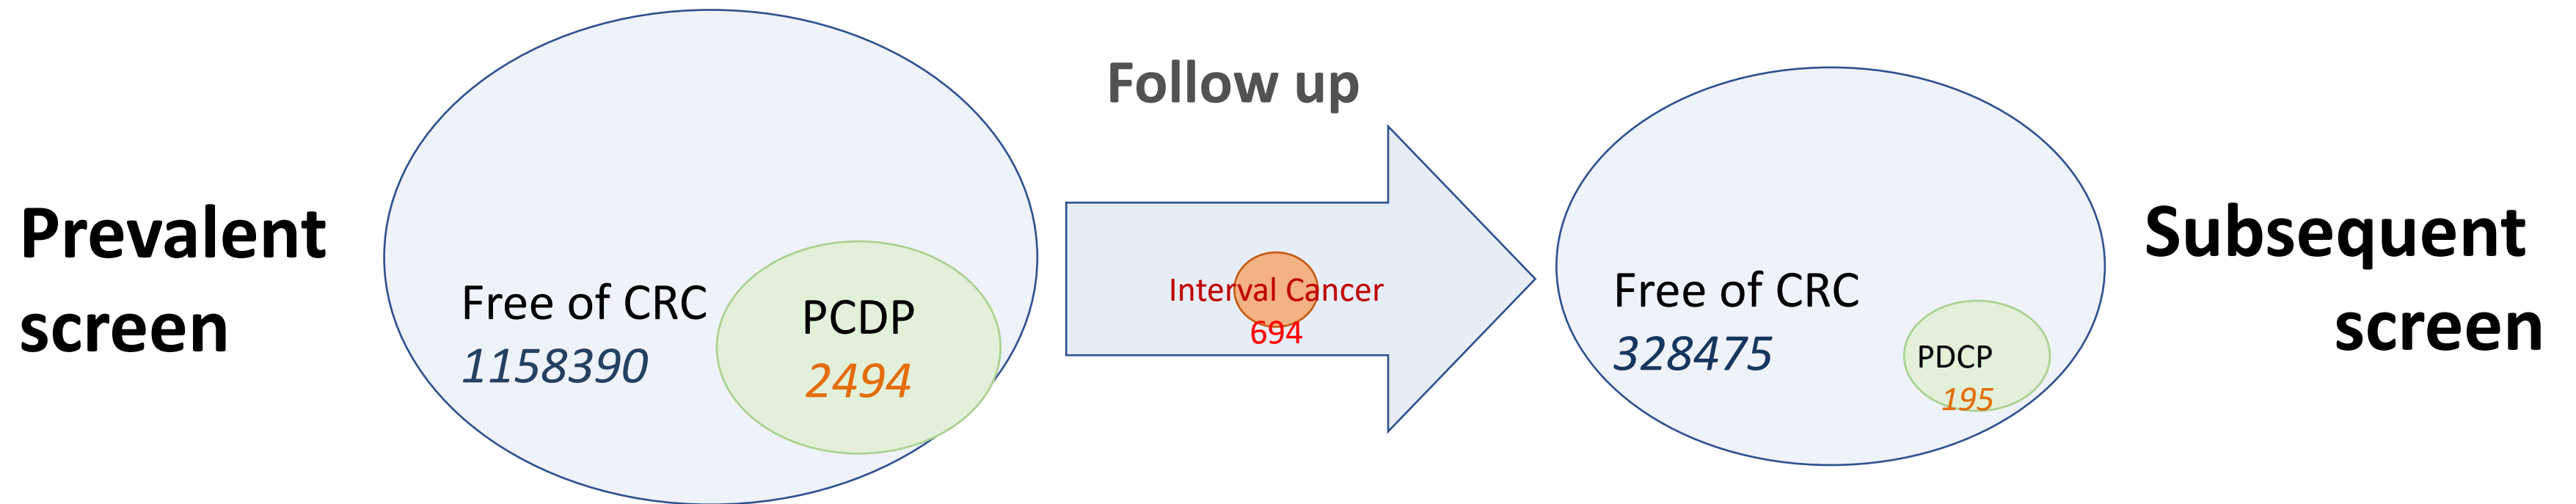 Prevalent
screen
Free of CRC
1158390
PCDP
2494
Follow up
Interval Cancer
694
Free of CRC
328475
PDCP
195
Subsequent
screen